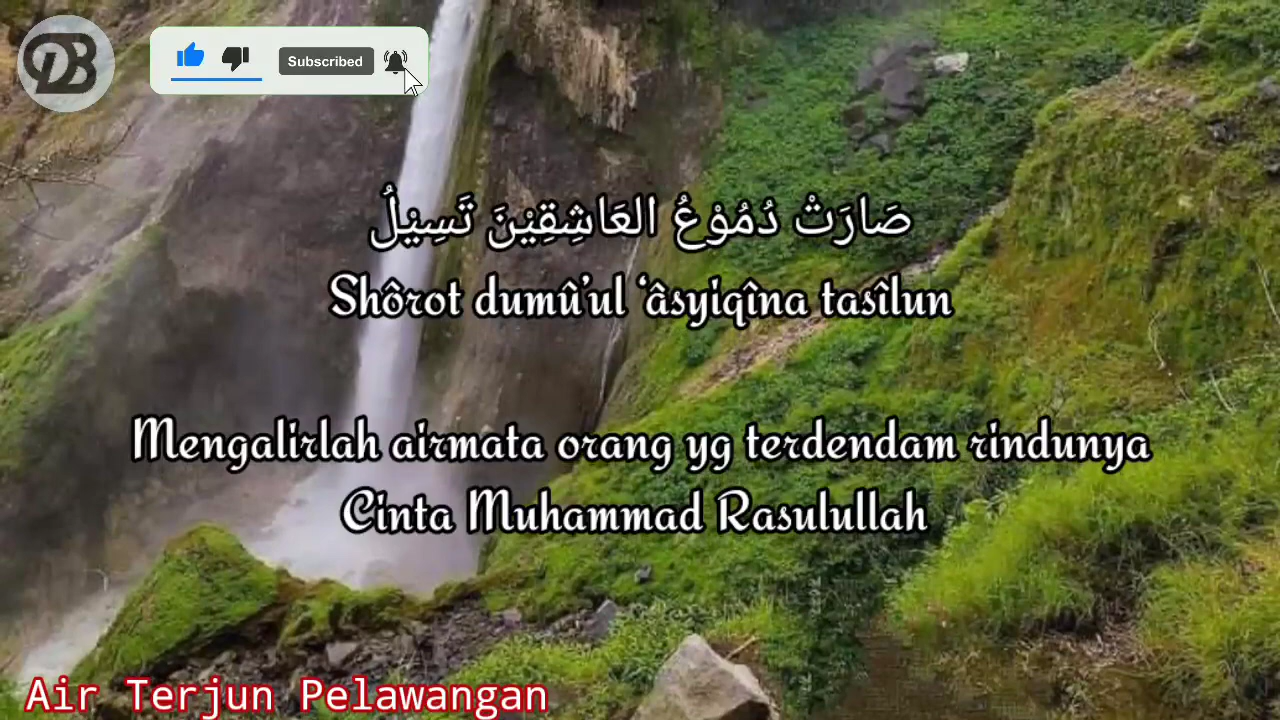 DB
Subscribed
صَارَتْ دُمُوْعُ العَاشِقِيْنَ تَسِيْلُ
Shôrot dumû’ul ‘âsyiqîna tasîlun
Mengalirlah airmata orang yg terdendam rindunya
Cinta Muhammad Rasulullah
Air Terjun Pelawangan